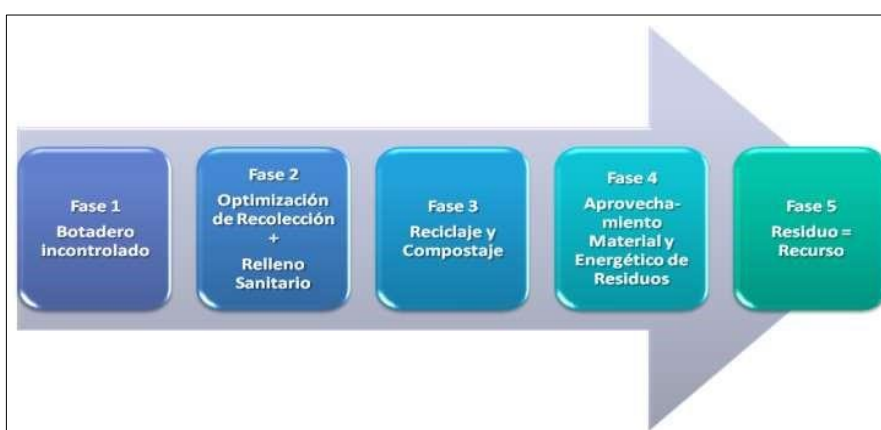 Fase 1
Botadero
incontrolado
Fase 2
Optimización
de Recolección
+
Relleno
Sanitario
Fase 3
Reciclaje y
Compostaje
Fase 4
Aprovecha-
miento
Material y
Energético de
Residuos
Fase 5
Residuo =
Recurso